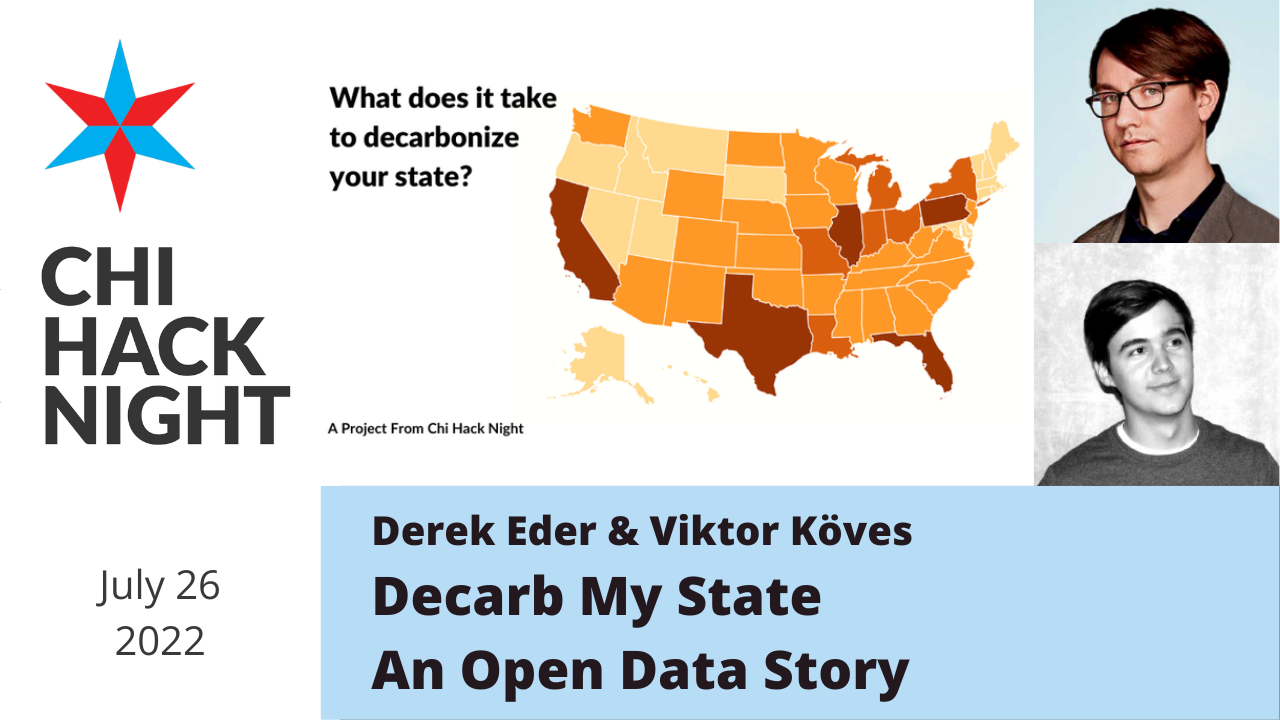 CHI
HACK
NIGHT
July 26
2022
What does it take
to decarbonize
your state?
A Project From Chi Hack Night
Derek Eder & Viktor Köves
Decarb My State
An Open Data Story